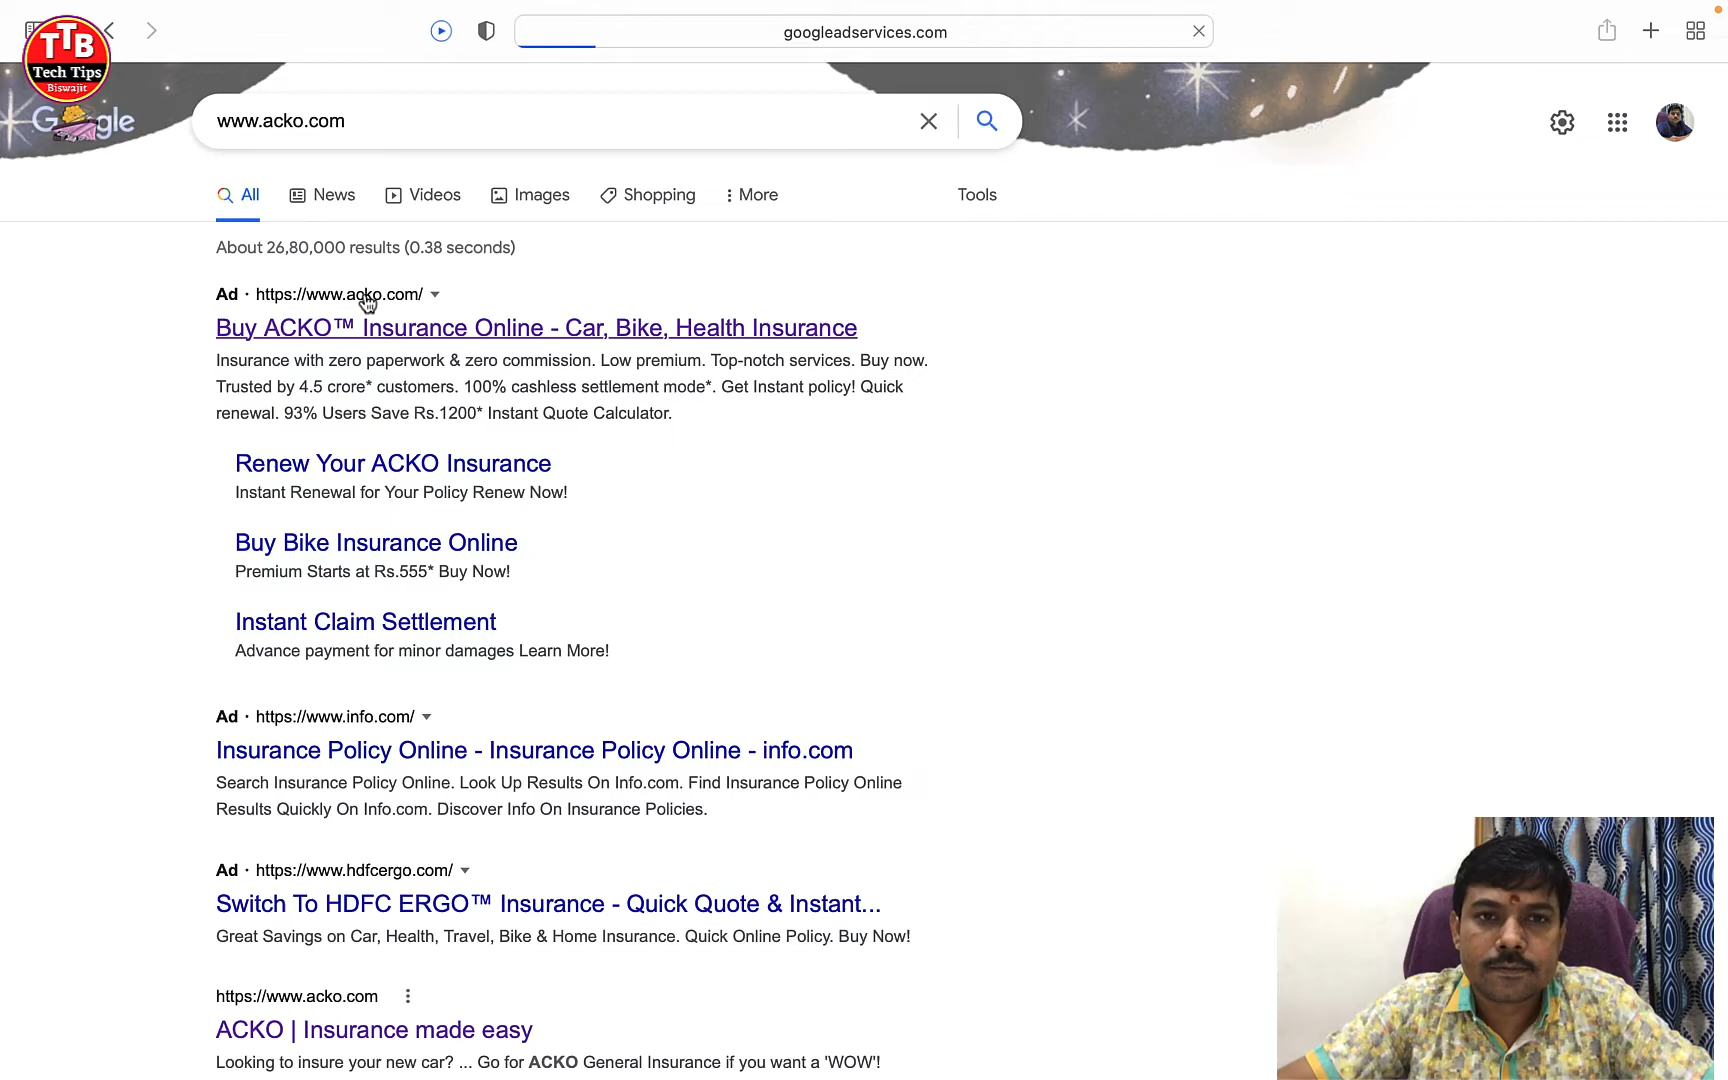 TTB
Tech Tips
Biswajit
googleadservices.com
Google
www.acko.com
All
News
Videos
Images
Shopping
More
Tools
About 26,80,000 results (0.38 seconds)
Ad · https://www.acko.com/
Buy ACKO™ Insurance Online - Car, Bike, Health Insurance
Insurance with zero paperwork & zero commission. Low premium. Top-notch services. Buy now.
Trusted by 4.5 crore* customers. 100% cashless settlement mode*. Get Instant policy! Quick
renewal. 93% Users Save Rs.1200* Instant Quote Calculator.
Renew Your ACKO Insurance
Instant Renewal for Your Policy Renew Now!
Buy Bike Insurance Online
Premium Starts at Rs.555* Buy Now!
Instant Claim Settlement
Advance payment for minor damages Learn More!
Ad · https://www.info.com/
Insurance Policy Online - Insurance Policy Online - info.com
Search Insurance Policy Online. Look Up Results On Info.com. Find Insurance Policy Online
Results Quickly On Info.com. Discover Info On Insurance Policies.
Ad · https://www.hdfcergo.com/
Switch To HDFC ERGO™ Insurance - Quick Quote & Instant...
Great Savings on Car, Health, Travel, Bike & Home Insurance. Quick Online Policy. Buy Now!
https://www.acko.com
ACKO | Insurance made easy
Looking to insure your new car? ... Go for ACKO General Insurance if you want a 'WOW'!